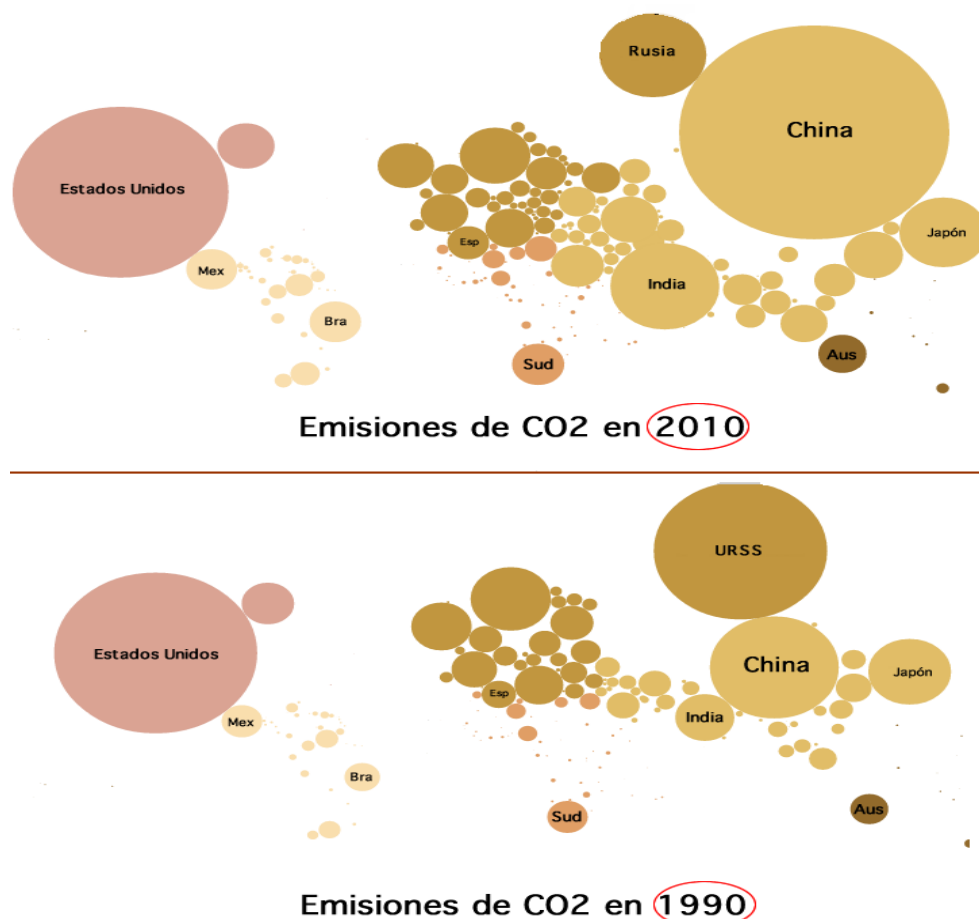 Rusia
China
Estados Unidos
Japón
Esp
Mex
India
Bra
Aus
Sud
Emisiones de CO2 en 2010
URSS
Estados Unidos
China
Japón
Esp
India
Mex
Bra
Aus
Sud
Emisiones de CO2 en 1990